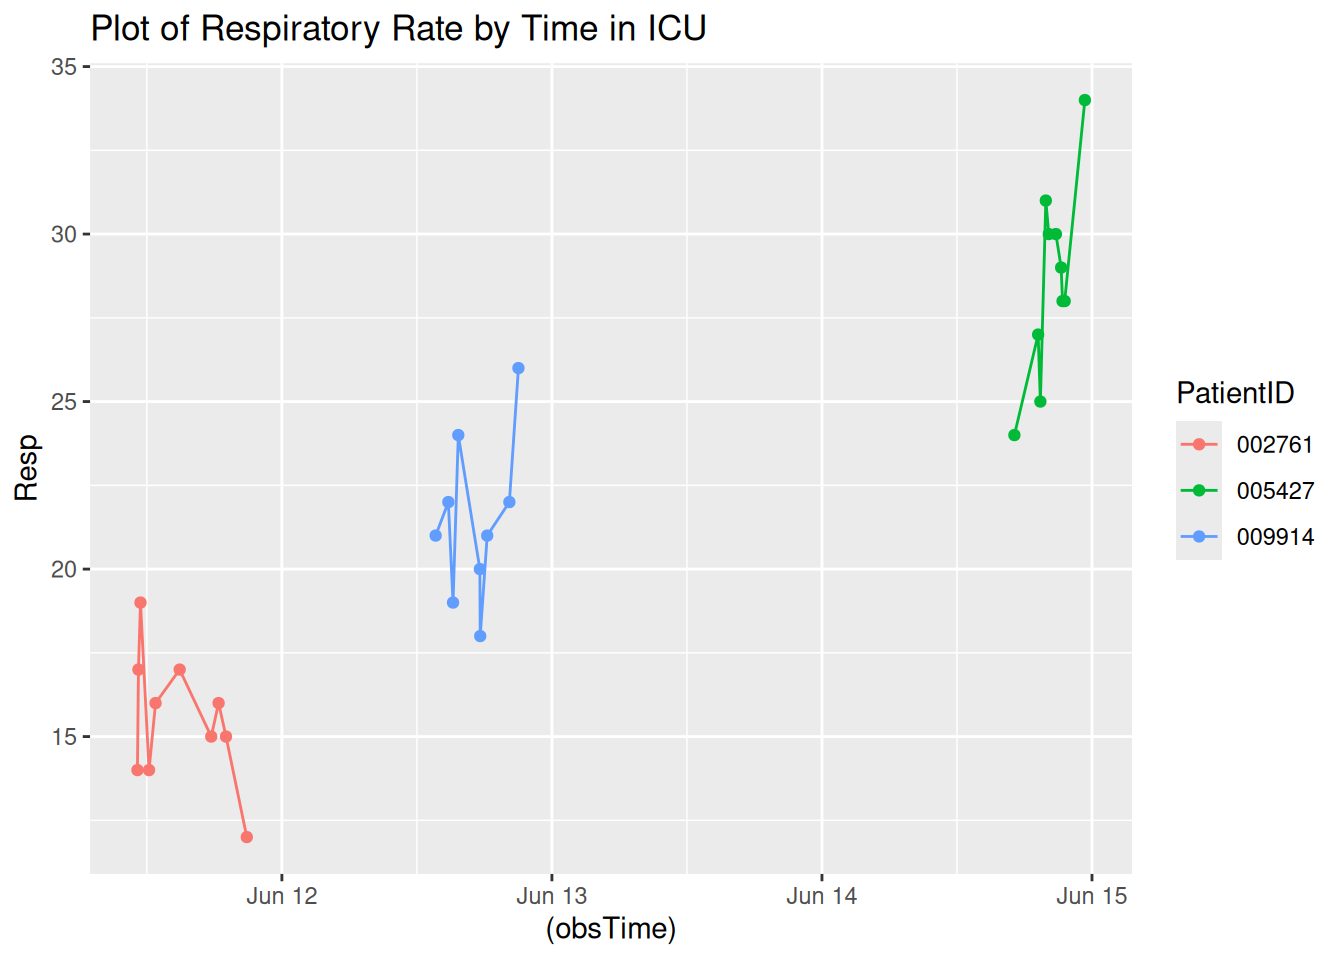 Plot of Respiratory Rate by Time in ICU
35
30
25
20
15
Resp
Jun 12 Jun 13 Jun 14 Jun 15
(obsTime)
PatientID
002761
005427
009914